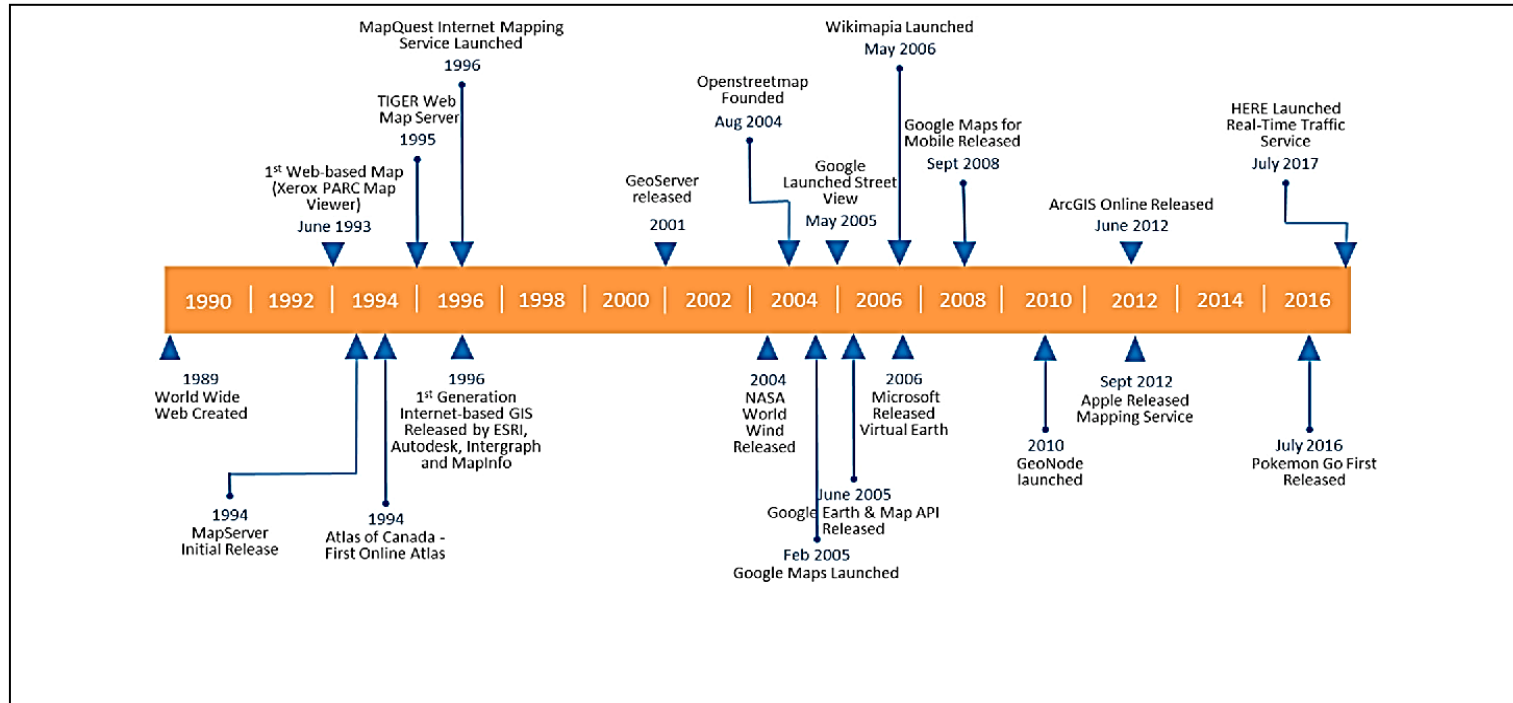 MapQuest Internet Mapping
Service Launched
1996
TIGER Web
Map Server
1995
1st Web-based Map
(Xerox PARC Map
Viewer)
June 1993
GeoServer
released
2001
Openstreetmap
Founded
Aug 2004
Google
Launched Street
View
May 2005
Wikimapia Launched
May 2006
Google Maps for
Mobile Released
Sept 2008
ArcGIS Online Released
June 2012
HERE Launched
Real-Time Traffic
Service
July 2017
1990 1992 1994 1996 1998 2000 2002 2004 2006 2008 2010 2012 2014 2016
1989
World Wide
Web Created
1994
MapServer
Initial Release
1994
Atlas of Canada -
First Online Atlas
1996
1st Generation
Internet-based GIS
Released by ESRI,
Autodesk, Intergraph
and MapInfo
2004
NASA
World
Wind
Released
Feb 2005
Google Maps Launched
June 2005
Google Earth & Map API
Released
2006
Microsoft
Released
Virtual Earth
2010
GeoNode
launched
Sept 2012
Apple Released
Mapping Service
July 2016
Pokemon Go First
Released